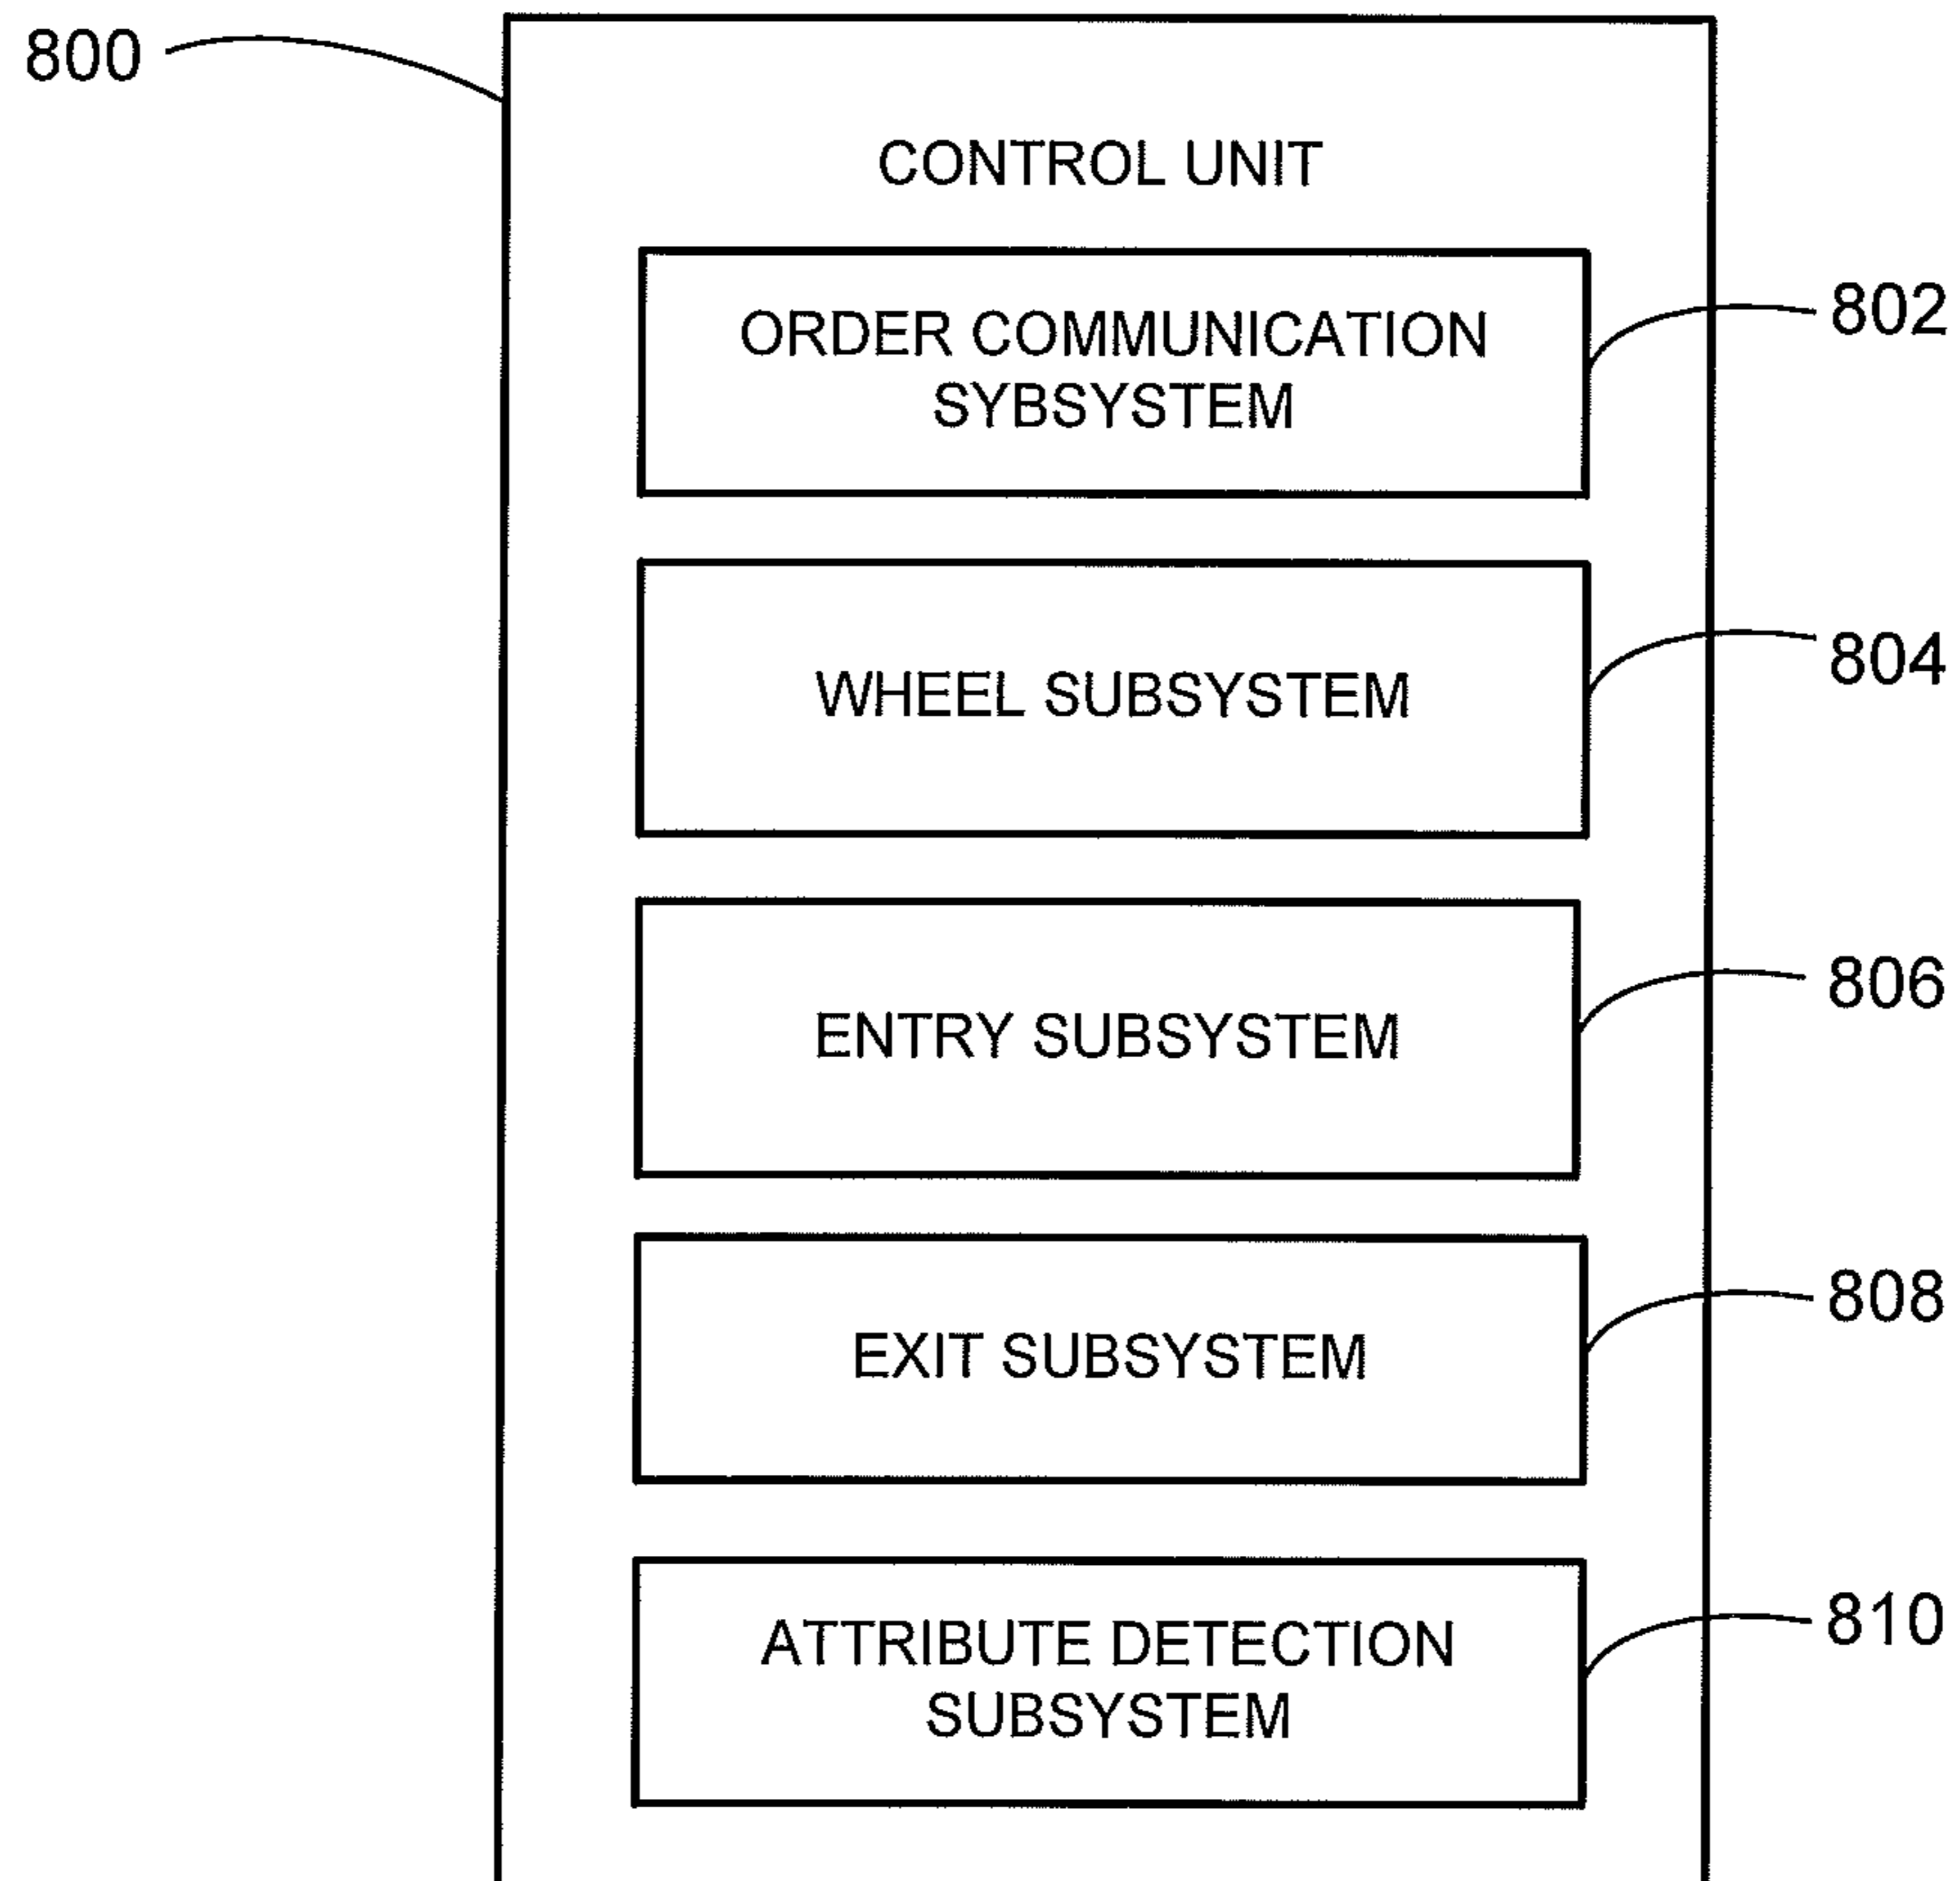 800
CONTROL UNIT
ORDER COMMUNICATION
SYBSYSTEM
802
WHEEL SUBSYSTEM
804
ENTRY SUBSYSTEM
806
EXIT SUBSYSTEM
808
ATTRIBUTE DETECTION
SUBSYSTEM
810